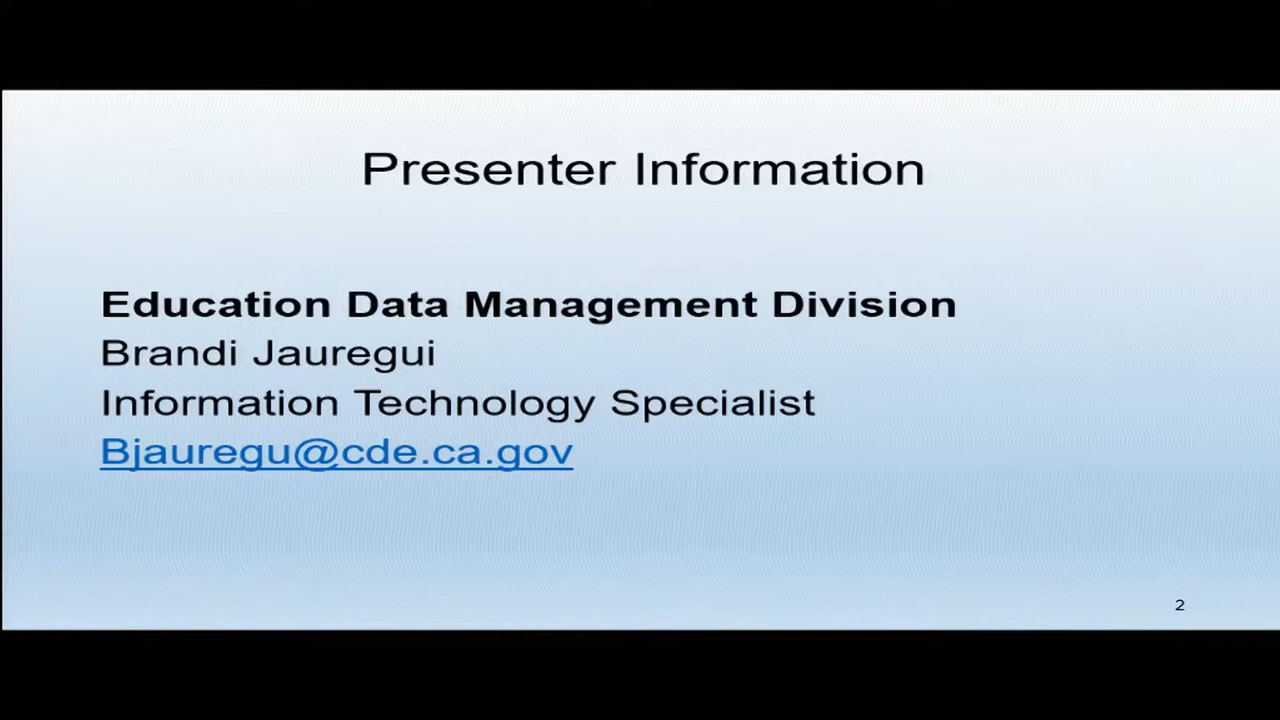 Presenter Information
Education Data Management Division
Brandi Jauregui
Information Technology Specialist
Bjauregu@cde.ca.gov
2